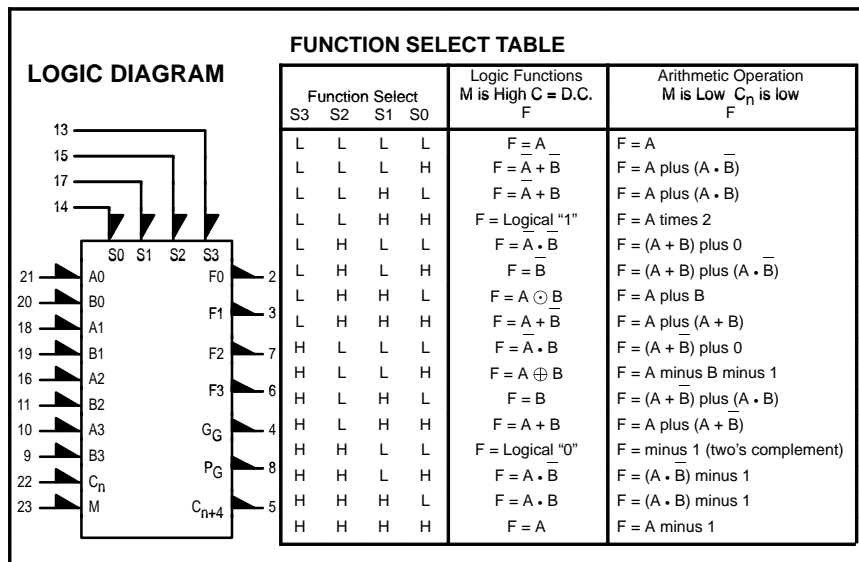 FUNCTION SELECT TABLE
LOGIC DIAGRAM
Function Select
S3 S2 S1 S0
Logic Functions
M is High C = D.C.
F
Arithmetic Operation
M is Low Cn is low
F
L L L L F = A F = A
L L L H F = A̅ + B̅ F = A plus (A • B̅)
L L H L F = A̅ + B F = A plus (A • B)
L L H H F = Logical “1” F = A times 2
L H L L F = A̅ • B̅ F = (A + B) plus 0
L H L H F = B̅ F = (A + B) plus (A • B̅)
L H H L F = A ⊙ B F = A plus B
L H H H F = A + B̅ F = A plus (A + B)
H L L L F = A̅ • B F = (A + B̅) plus 0
H L L H F = A ⊕ B F = A minus B minus 1
H L H L F = B F = (A + B̅) plus (A • B)
H L H H F = A + B F = A plus (A + B̅)
H H L L F = Logical “0” F = minus 1 (two’s complement)
H H L H F = A • B̅ F = (A • B̅) minus 1
H H H L F = A • B F = (A • B) minus 1
H H H H F = A F = A minus 1
13
15
17
14
S0 S1 S2 S3
21 A0 F0 2
20 B0
F1 3
18 A1
19 B1 F2 7
16 A2
F3 6
11 B2
10 A3 GG 4
9 B3
PG 8
22 Cn
23 M Cn+4 5